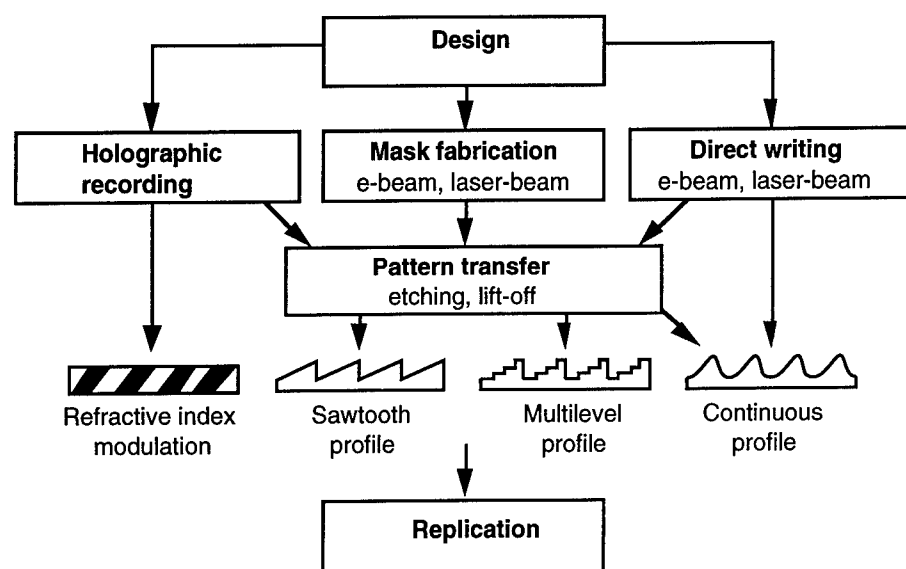 Design
Holographic
recording
Mask fabrication
e-beam, laser-beam
Direct writing
e-beam, laser-beam
Pattern transfer
etching, lift-off
Refractive index
modulation
Sawtooth
profile
Multilevel
profile
Continuous
profile
Replication